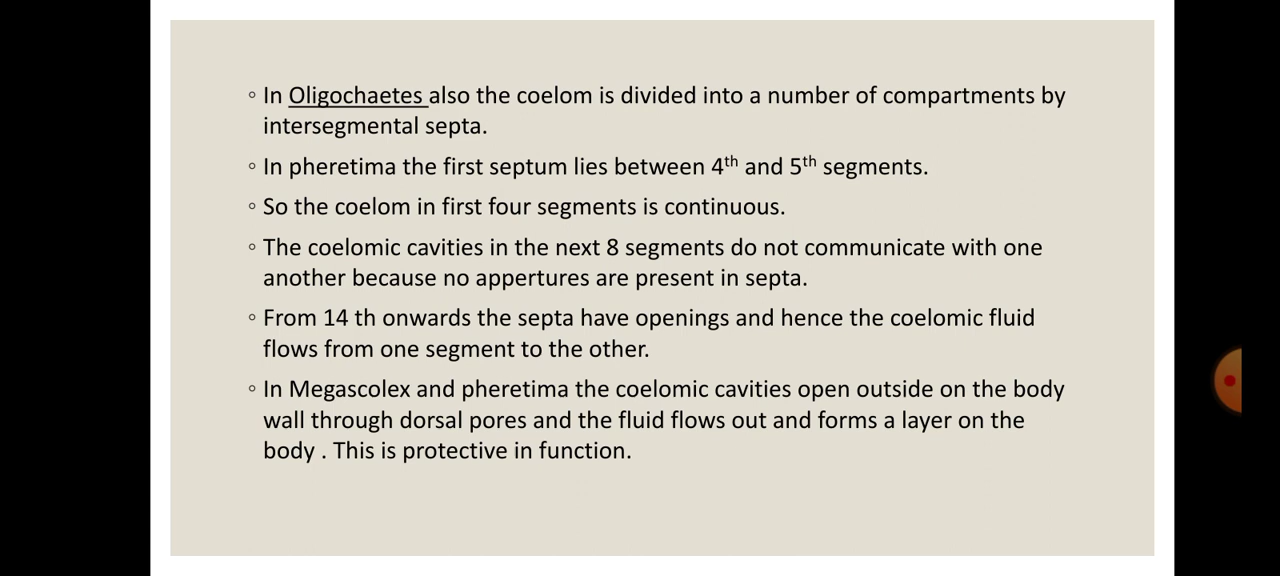 ◦ In Oligochaetes also the coelom is divided into a number of compartments by
intersegmental septa.
◦ In pheretima the first septum lies between 4th and 5th segments.
◦ So the coelom in first four segments is continuous.
◦ The coelomic cavities in the next 8 segments do not communicate with one
another because no appertures are present in septa.
◦ From 14 th onwards the septa have openings and hence the coelomic fluid
flows from one segment to the other.
◦ In Megascolex and pheretima the coelomic cavities open outside on the body
wall through dorsal pores and the fluid flows out and forms a layer on the
body . This is protective in function.